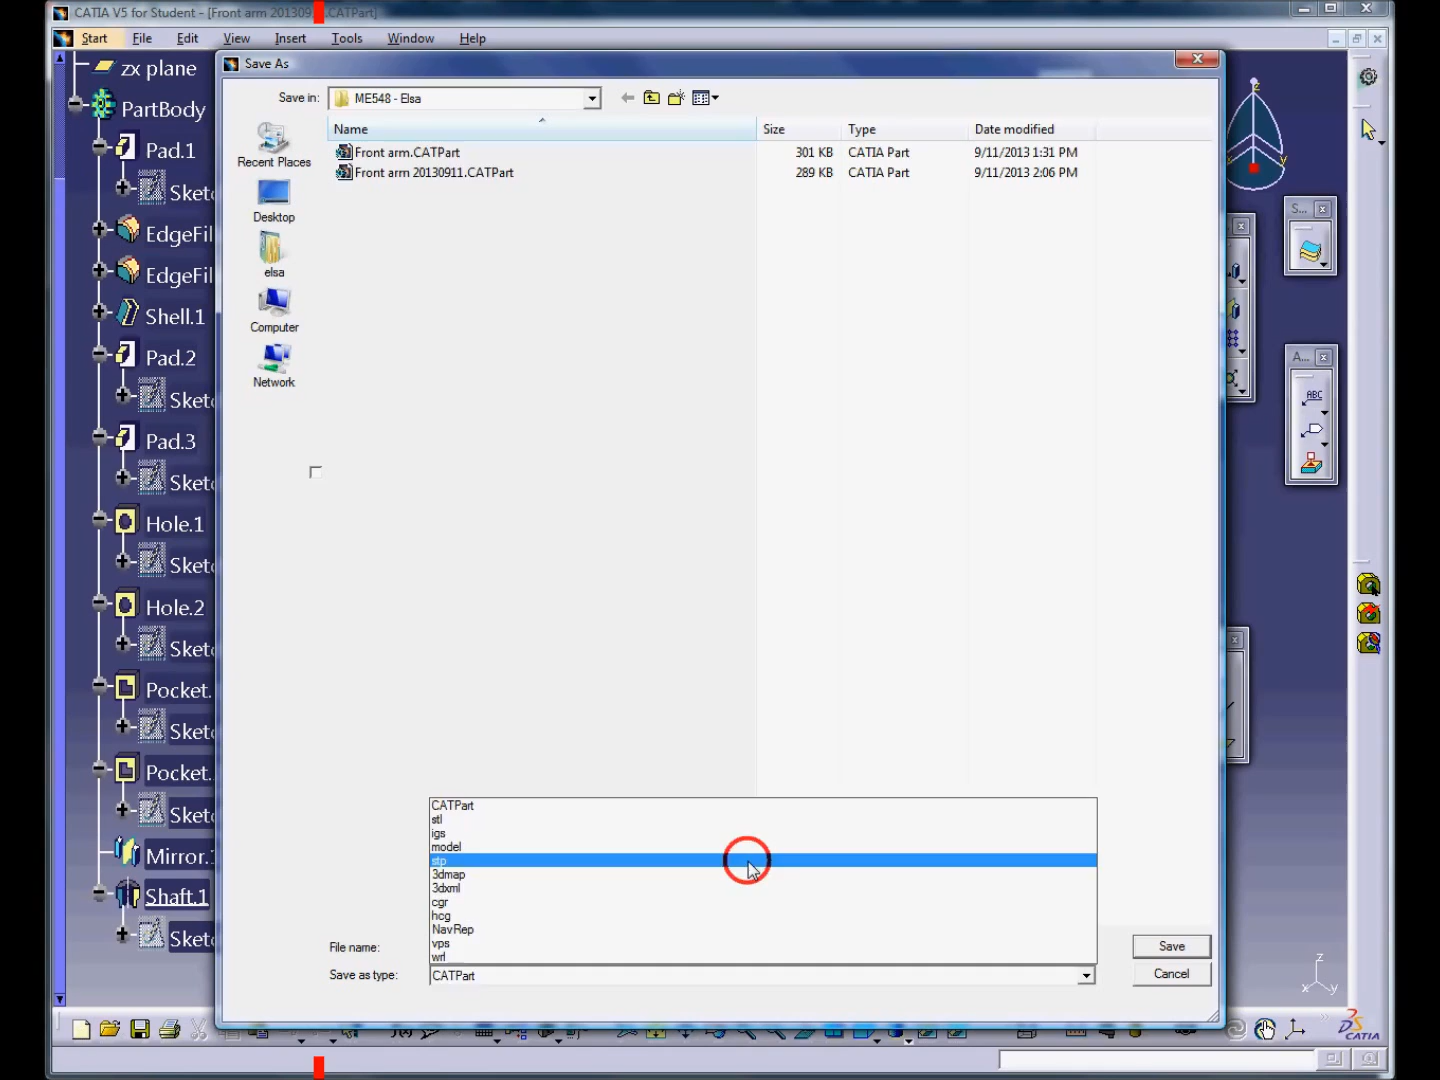 CATIA V5 for Student - [Front arm 201309 .CATPart]
Start File Edit View Insert Tools Window Help
zx plane
PartBody
Pad.1
Sketc
EdgeFil
EdgeFil
Shell.1
Pad.2
Sketc
Pad.3
Sketc
Hole.1
Sketc
Hole.2
Sketc
Pocket.
Sketc
Pocket.
Sketc
Mirror.1
Shaft.1
Sketc
Save As
Save in: ME548 - Elsa
Recent Places
Desktop
elsa
Computer
Network
Name Size Type Date modified
Front arm.CATPart 301 KB CATIA Part 9/11/2013 1:31 PM
Front arm 20130911.CATPart 289 KB CATIA Part 9/11/2013 2:06 PM
CATPart
stl
igs
model
stp
3dmap
3dxml
cgr
hcg
NavRep
vps
wrl
File name:
Save as type: CATPart
Save
Cancel
z
y
S...
A...
ABC
z
x y
CATIA